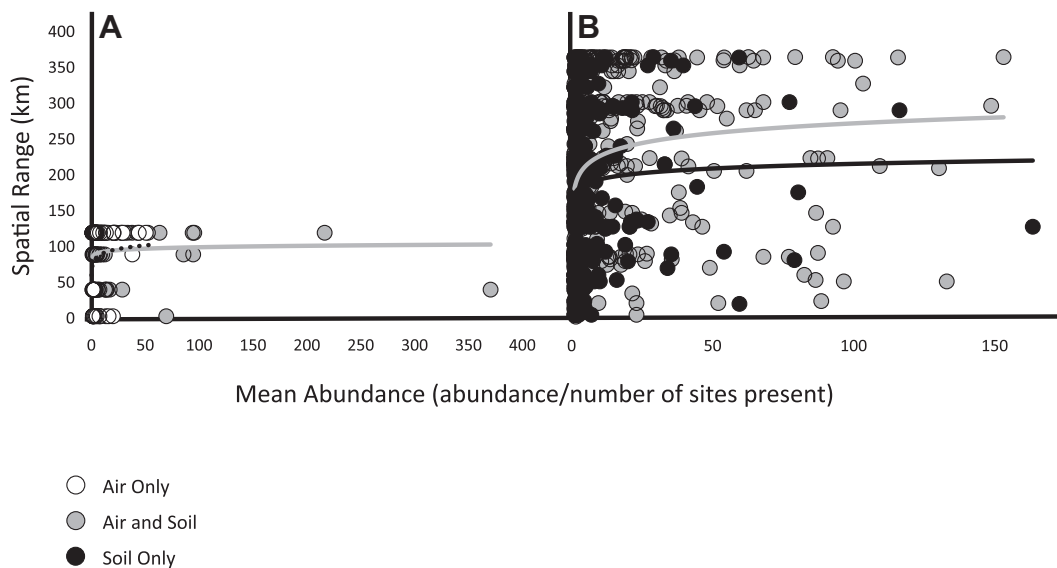 A
B
400
350
300
250
200
150
100
50
0
Spatial Range (km)
0 50 100 150 200 250 300 350 400
0 50 100 150
Mean Abundance (abundance/number of sites present)
Air Only
Air and Soil
Soil Only